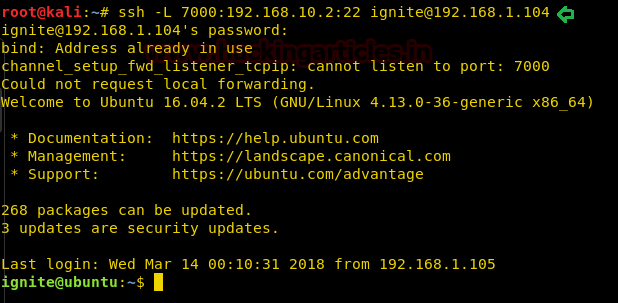 root@kali:~# ssh -L 7000:192.168.10.2:22 ignite@192.168.1.104
ignite@192.168.1.104's password:
bind: Address already in use
channel_setup_fwd_listener_tcpip: cannot listen to port: 7000
Could not request local forwarding.
Welcome to Ubuntu 16.04.2 LTS (GNU/Linux 4.13.0-36-generic x86_64)

 * Documentation:  https://help.ubuntu.com
 * Management:     https://landscape.canonical.com
 * Support:        https://ubuntu.com/advantage

268 packages can be updated.
3 updates are security updates.

Last login: Wed Mar 14 00:10:31 2018 from 192.168.1.105
ignite@ubuntu:~$